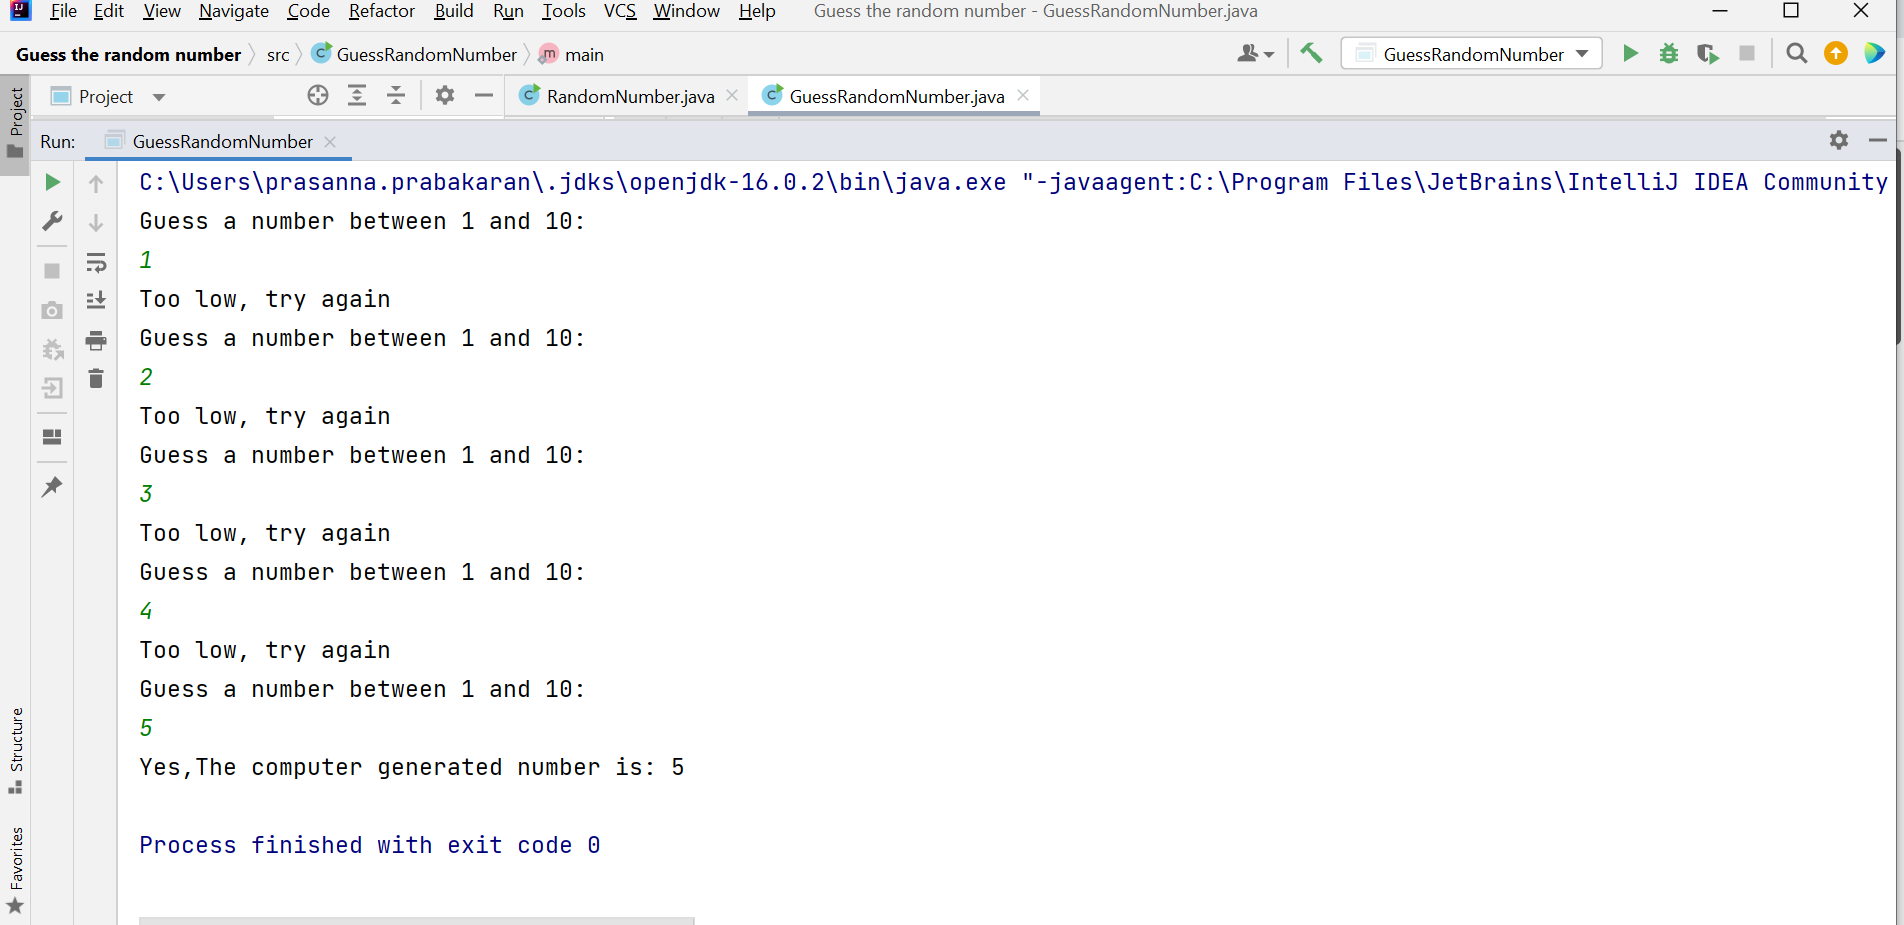 File Edit View Navigate Code Refactor Build Run Tools VCS Window Help Guess the random number - GuessRandomNumber.java
Guess the random number src GuessRandomNumber main GuessRandomNumber
Project Project RandomNumber.java GuessRandomNumber.java
Run: GuessRandomNumber
C:\Users\prasanna.prabakaran\.jdks\openjdk-16.0.2\bin\java.exe "-javaagent:C:\Program Files\JetBrains\IntelliJ IDEA Community
Guess a number between 1 and 10:
1
Too low, try again
Guess a number between 1 and 10:
2
Too low, try again
Guess a number between 1 and 10:
3
Too low, try again
Guess a number between 1 and 10:
4
Too low, try again
Guess a number between 1 and 10:
5
Yes,The computer generated number is: 5
Process finished with exit code 0
Structure
Favorites